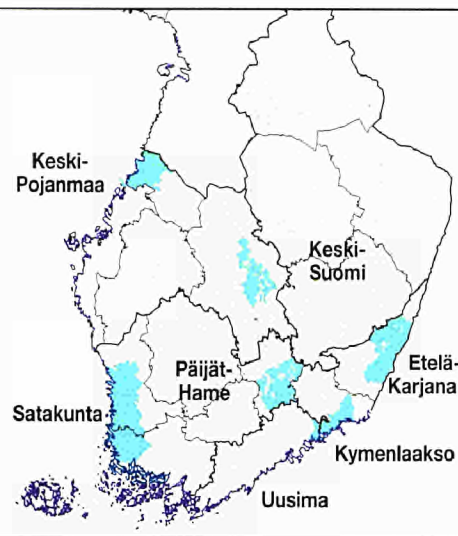 Keski-
Pojanmaa
Keski-
Suomi
Etelä-
Karjana
Päijät-
Hame
Satakunta
Kymenlaakso
Uusima